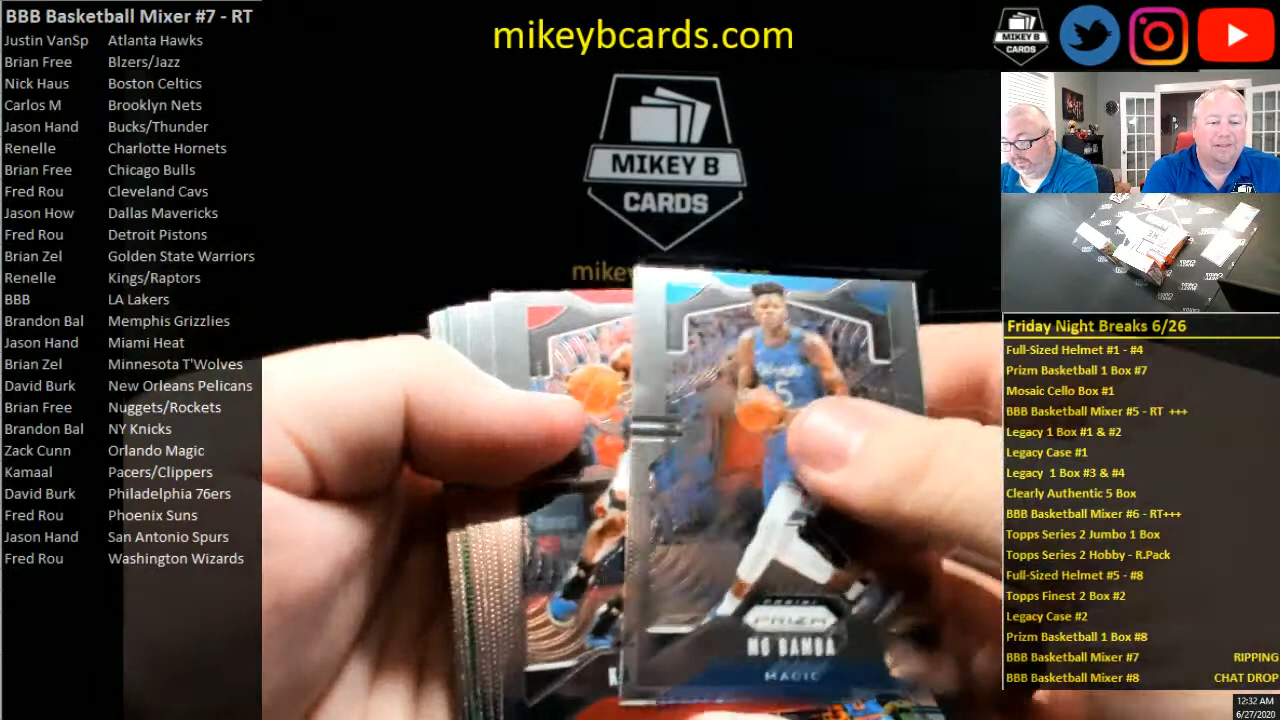 BBB Basketball Mixer #7 - RT
Justin VanSp Atlanta Hawks
Brian Free Blzers/Jazz
Nick Haus Boston Celtics
Carlos M Brooklyn Nets
Jason Hand Bucks/Thunder
Renelle Charlotte Hornets
Brian Free Chicago Bulls
Fred Rou Cleveland Cavs
Jason How Dallas Mavericks
Fred Rou Detroit Pistons
Brian Zel Golden State Warriors
Renelle Kings/Raptors
BBB LA Lakers
Brandon Bal Memphis Grizzlies
Jason Hand Miami Heat
Brian Zel Minnesota T'Wolves
David Burk New Orleans Pelicans
Brian Free Nuggets/Rockets
Brandon Bal NY Knicks
Zack Cunn Orlando Magic
Kamaal Pacers/Clippers
David Burk Philadelphia 76ers
Fred Rou Phoenix Suns
Jason Hand San Antonio Spurs
Fred Rou Washington Wizards
mikeybcards.com
MIKEY B
CARDS
5
PANINI
PRIZM
MO BAMBA
MAGIC
MIKEY B
CARDS
Friday Night Breaks 6/26
Full-Sized Helmet #1 - #4
Prizm Basketball 1 Box #7
Mosaic Cello Box #1
BBB Basketball Mixer #5 - RT +++
Legacy 1 Box #1 & #2
Legacy Case #1
Legacy 1 Box #3 & #4
Clearly Authentic 5 Box
BBB Basketball Mixer #6 - RT+++
Topps Series 2 Jumbo 1 Box
Topps Series 2 Hobby - R.Pack
Full-Sized Helmet #5 - #8
Topps Finest 2 Box #2
Legacy Case #2
Prizm Basketball 1 Box #8
BBB Basketball Mixer #7 RIPPING
BBB Basketball Mixer #8 CHAT DROP
12:32 AM
6/27/2020